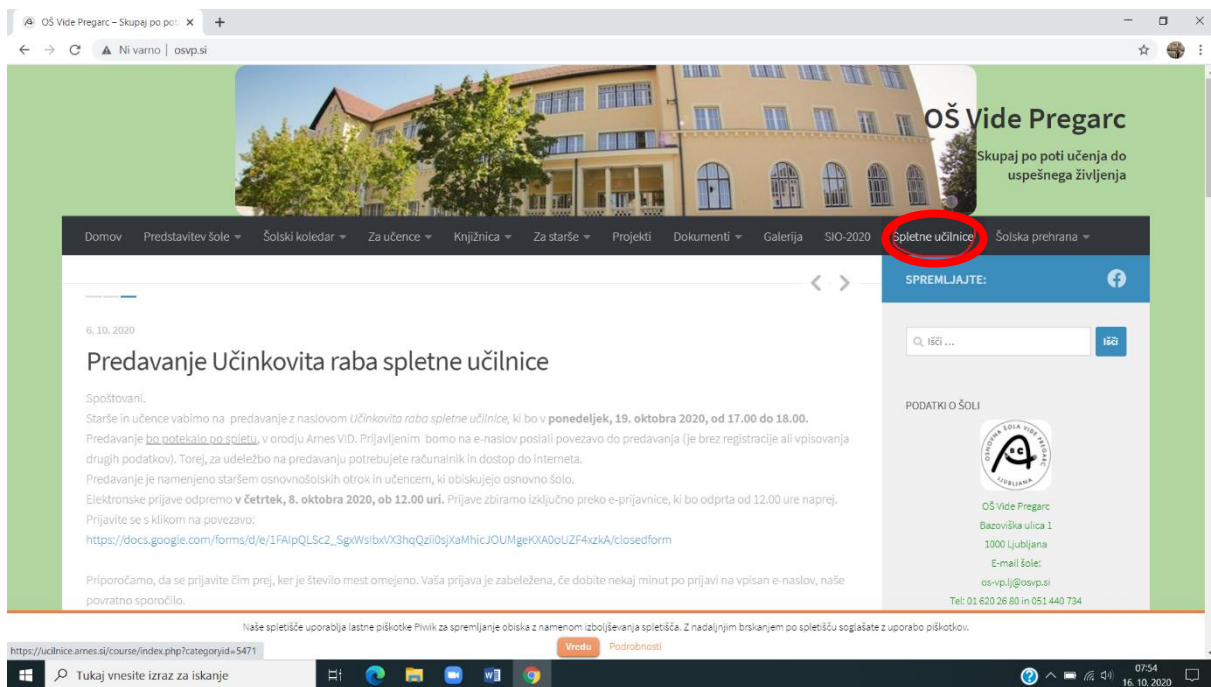 OŠ Vide Pregarc – Skupaj po poti
Ni varno | osvp.si
OŠ Vide Pregarc
Skupaj po poti učenja do
uspešnega življenja
Domov Predstavitev šole Šolski koledar Za učence Knjižnica Za starše Projekti Dokumenti Galerija SIO-2020 Spletne učilnice Šolska prehrana
SPREMLJAJTE:
6. 10. 2020
Predavanje Učinkovita raba spletne učilnice
Spoštovani.
Starše in učence vabimo na predavanje z naslovom Učinkovita raba spletne učilnice, ki bo v ponedeljek, 19. oktobra 2020, od 17.00 do 18.00.
Predavanje bo potekalo po spletu, v orodju Arnes VID. Prijavljenim bomo na e-naslov poslali povezavo do predavanja (je brez registracije ali vpisovanja
drugih podatkov). Torej, za udeležbo na predavanju potrebujete računalnik in dostop do interneta.
Predavanje je namenjeno staršem osnovnošolskih otrok in učencem, ki obiskujejo osnovno šolo.
Elektronske prijave odpremo v četrtek, 8. oktobra 2020, ob 12.00 uri. Prijave zbiramo izključno preko e-prijavnice, ki bo odprta od 12.00 ure naprej.
Prijavite se s klikom na povezavo:
https://docs.google.com/forms/d/e/1FAIpQLSc2_SgxWsIbxVX3hqQzii0sjXaMhicJOUMgeKXA0oUZF4xzkA/closedform
Priporočamo, da se prijavite čim prej, ker je število mest omejeno. Vaša prijava je zabeležena, če dobite nekaj minut po prijavi na vpisan e-naslov, naše
povratno sporočilo.
Išči …
Išči
PODATKI O ŠOLI
OSNOVNA ŠOLA VIDE PREGARC
LJUBLJANA
OŠ Vide Pregarc
Bazoviška ulica 1
1000 Ljubljana
E-mail šole:
os-vp.lj@osvp.si
Tel: 01 620 26 80 in 051 440 734
Naše spletišče uporablja lastne piškotke Piwik za spremljanje obiska z namenom izboljševanja spletišča. Z nadaljnjim brskanjem po spletišču soglašate z uporabo piškotkov.
Vredu Podrobnosti
https://ucilnice.arnes.si/course/index.php?categoryid=5471
Tukaj vnesite izraz za iskanje
07:54
16. 10. 2020